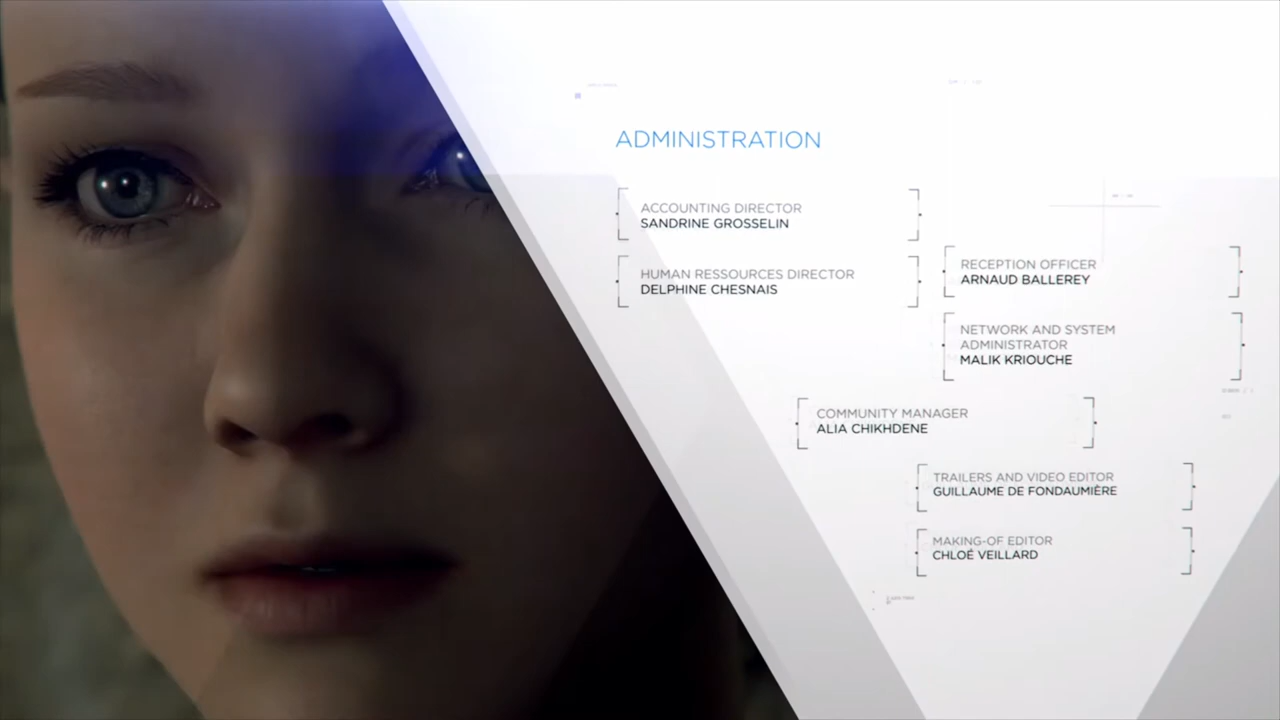 ADMINISTRATION
ACCOUNTING DIRECTOR
SANDRINE GROSSELIN
HUMAN RESSOURCES DIRECTOR
DELPHINE CHESNAIS
RECEPTION OFFICER
ARNAUD BALLEREY
NETWORK AND SYSTEM
ADMINISTRATOR
MALIK KRIOUCHE
COMMUNITY MANAGER
ALIA CHIKHDENE
TRAILERS AND VIDEO EDITOR
GUILLAUME DE FONDAUMIÈRE
MAKING-OF EDITOR
CHLOÉ VEILLARD